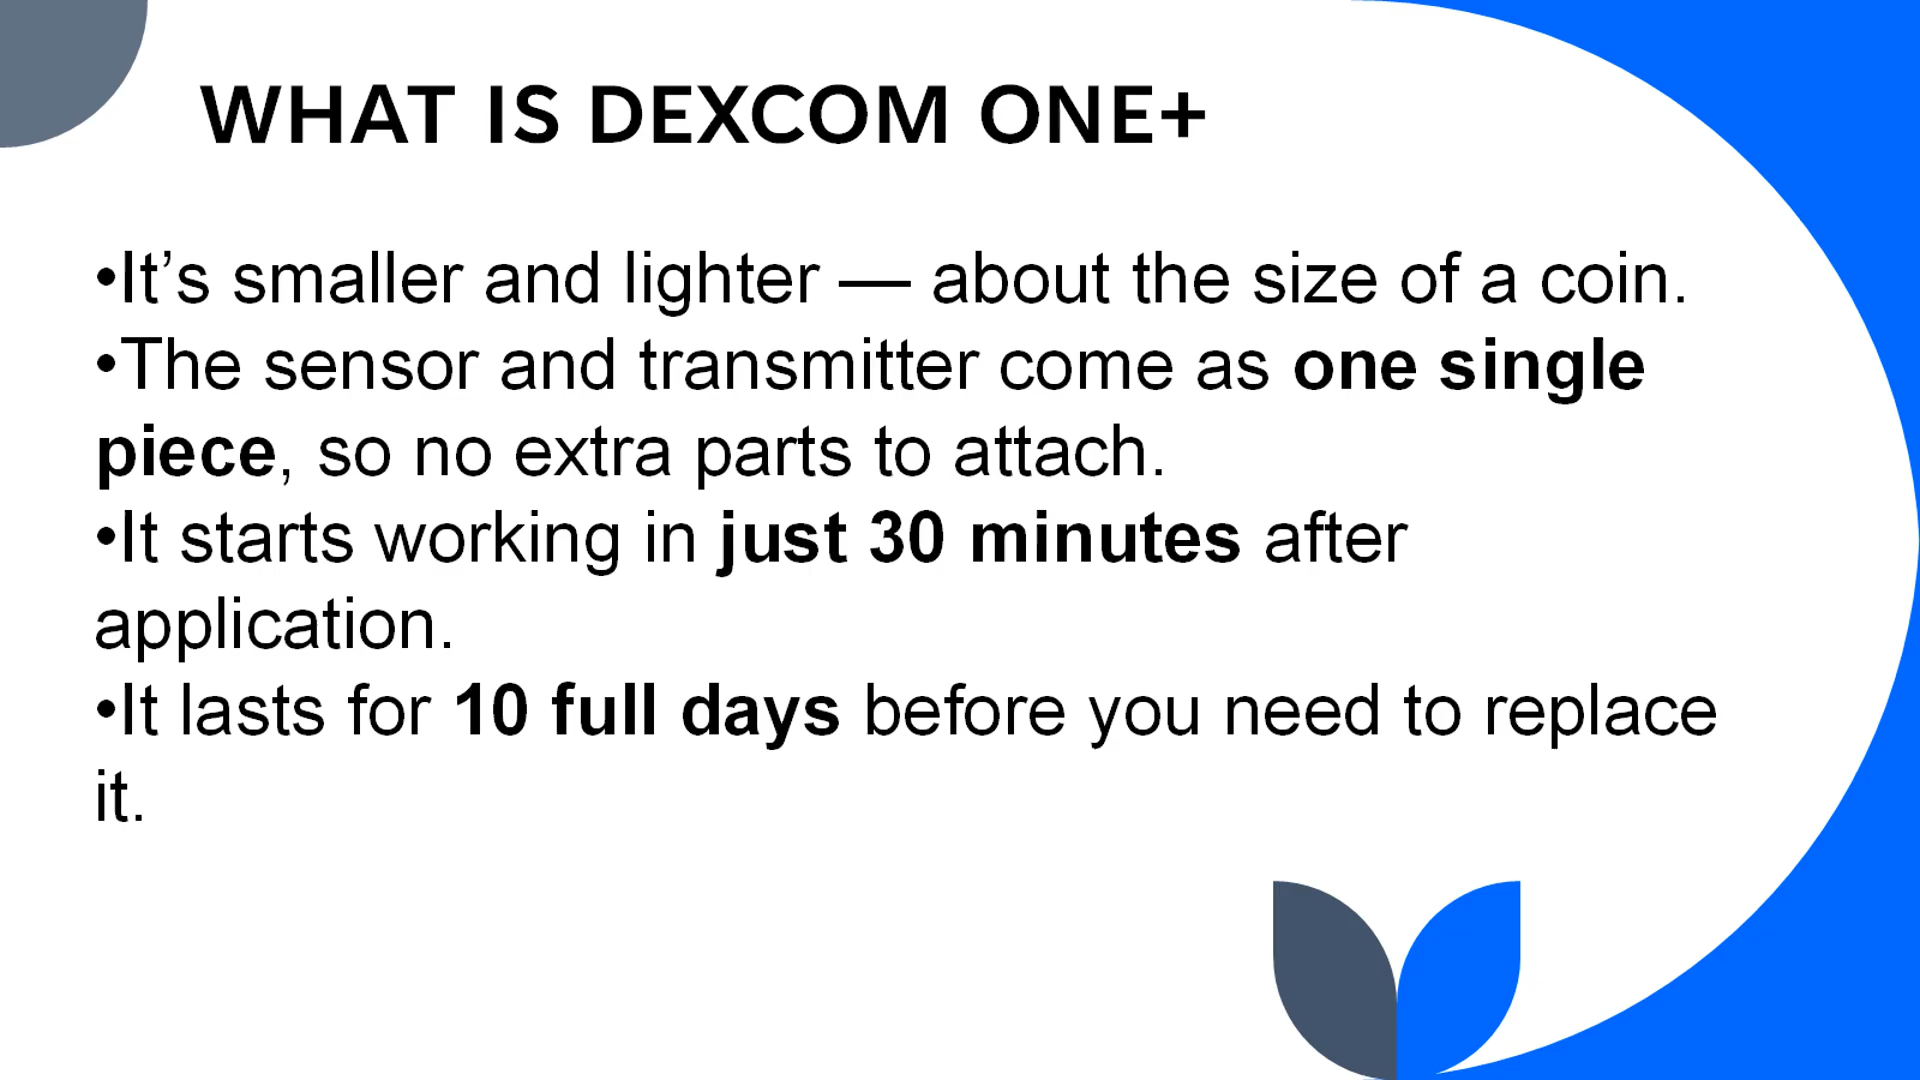 WHAT IS DEXCOM ONE+
•It’s smaller and lighter — about the size of a coin.
•The sensor and transmitter come as one single
piece, so no extra parts to attach.
•It starts working in just 30 minutes after
application.
•It lasts for 10 full days before you need to replace
it.